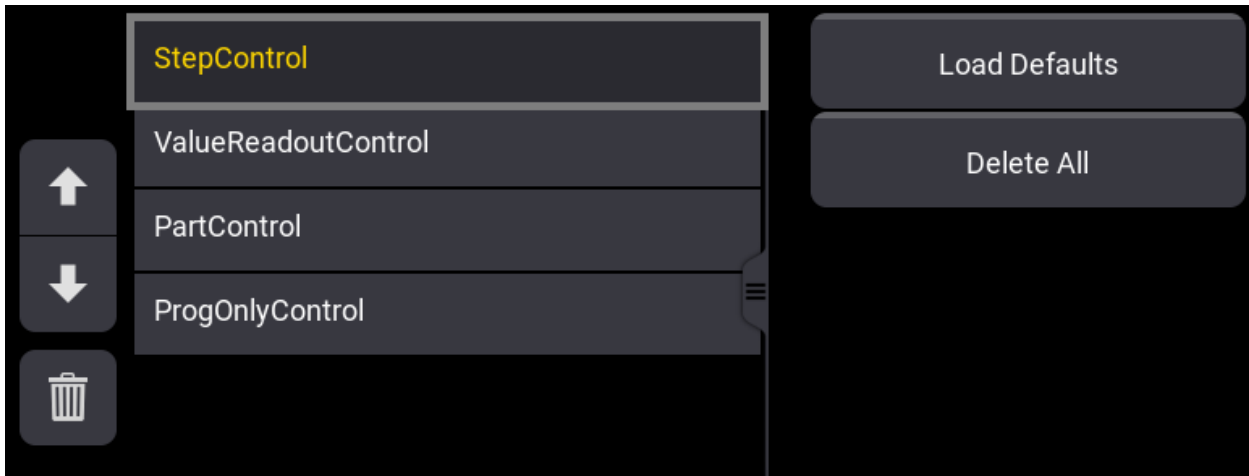 StepControl
ValueReadoutControl
PartControl
ProgOnlyControl
Load Defaults
Delete All